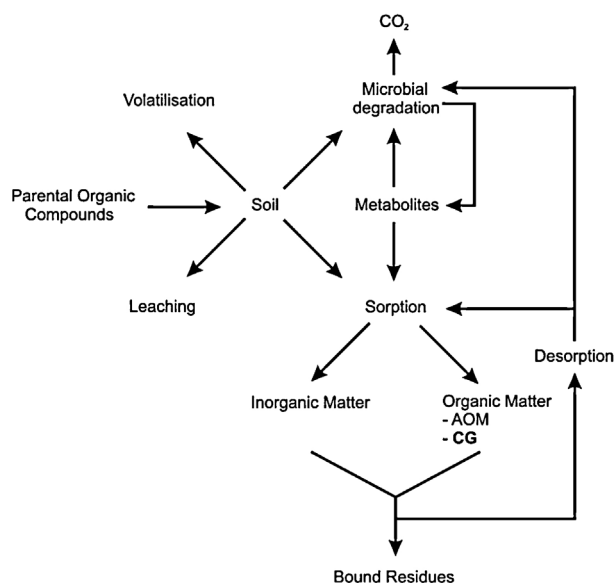 CO₂
Microbial
degradation
Volatilisation
Parental Organic
Compounds
Soil
Metabolites
Leaching
Sorption
Desorption
Inorganic Matter
Organic Matter
- AOM
- CG
Bound Residues